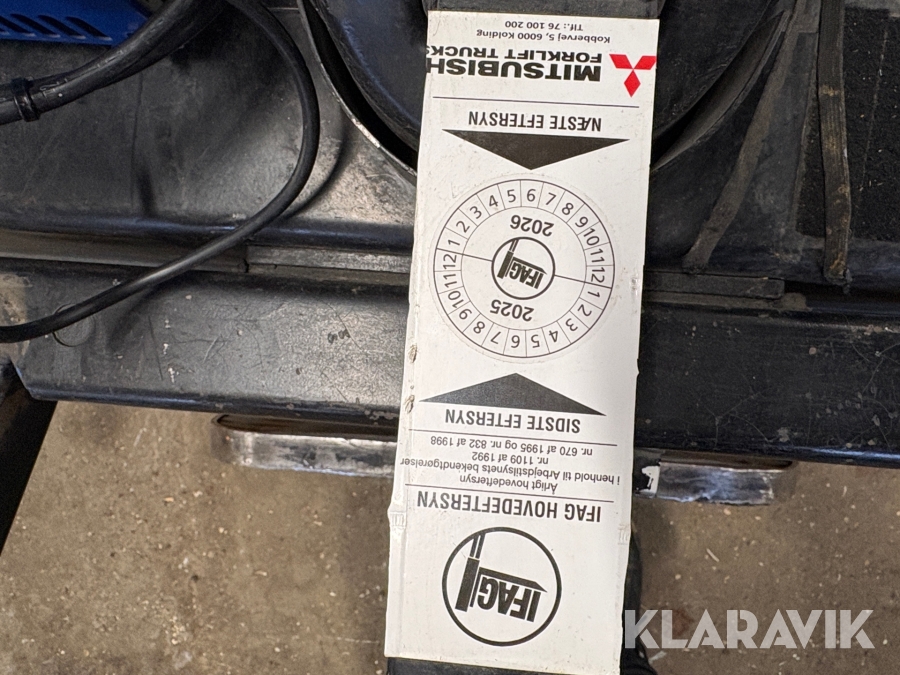 IFAG
IFAG HOVEDEFTERSYN
Årligt hovedeftersyn
i henhold til Arbejdstilsynets bekendtgørelser
nr. 1109 af 1992
nr. 670 af 1995 og nr. 832 af 1998
SIDSTE EFTERSYN
1 2 3 4 5 6 7 8 9 10 11 12
2025
IFAG
2026
1 2 3 4 5 6 7 8 9 10 11 12
NÆSTE EFTERSYN
MITSUBISHI
FORKLIFT TRUCKS
Kobbervej 5, 6000 Kolding
Tlf.: 76 100 200
KLARAVIK